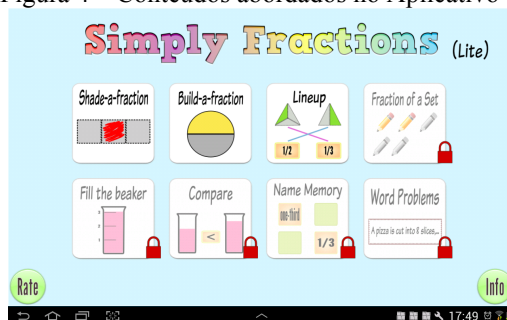 Figura 4 – Conteúdos abordados no Aplicativo
Simply Fractions (Lite)
Shade-a-fraction
Build-a-fraction
Lineup
1/2
1/3
Fraction of a Set
Fill the beaker
Compare
<
Name Memory
one-third
1/3
Word Problems
A pizza is cut into 8 slices,...
Rate
Info
17:49